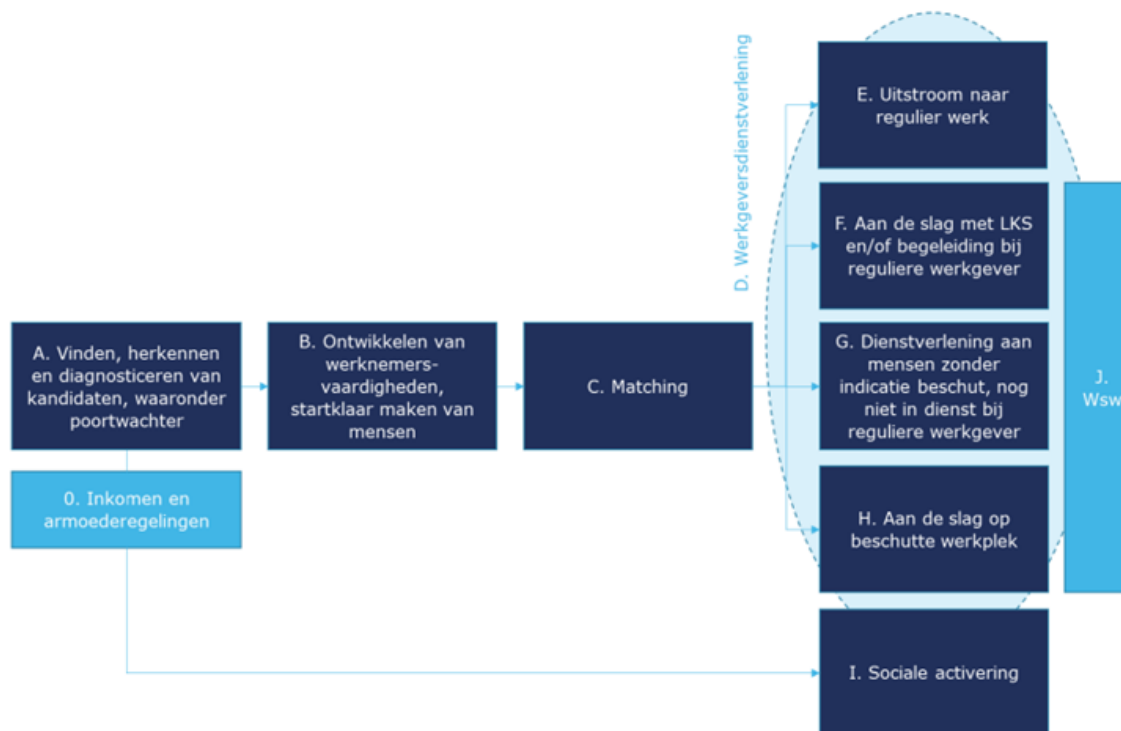 A. Vinden, herkennen
en diagnosticeren van
kandidaten, waaronder
poortwachter
0. Inkomen en
armoederegelingen
B. Ontwikkelen van
werknemers-
vaardigheden,
startklaar maken van
mensen
C. Matching
D. Werkgeversdienstverlening
E. Uitstroom naar
regulier werk
F. Aan de slag met LKS
en/of begeleiding bij
reguliere werkgever
G. Dienstverlening aan
mensen zonder
indicatie beschut, nog
niet in dienst bij
reguliere werkgever
H. Aan de slag op
beschutte werkplek
I. Sociale activering
J.
Wsw